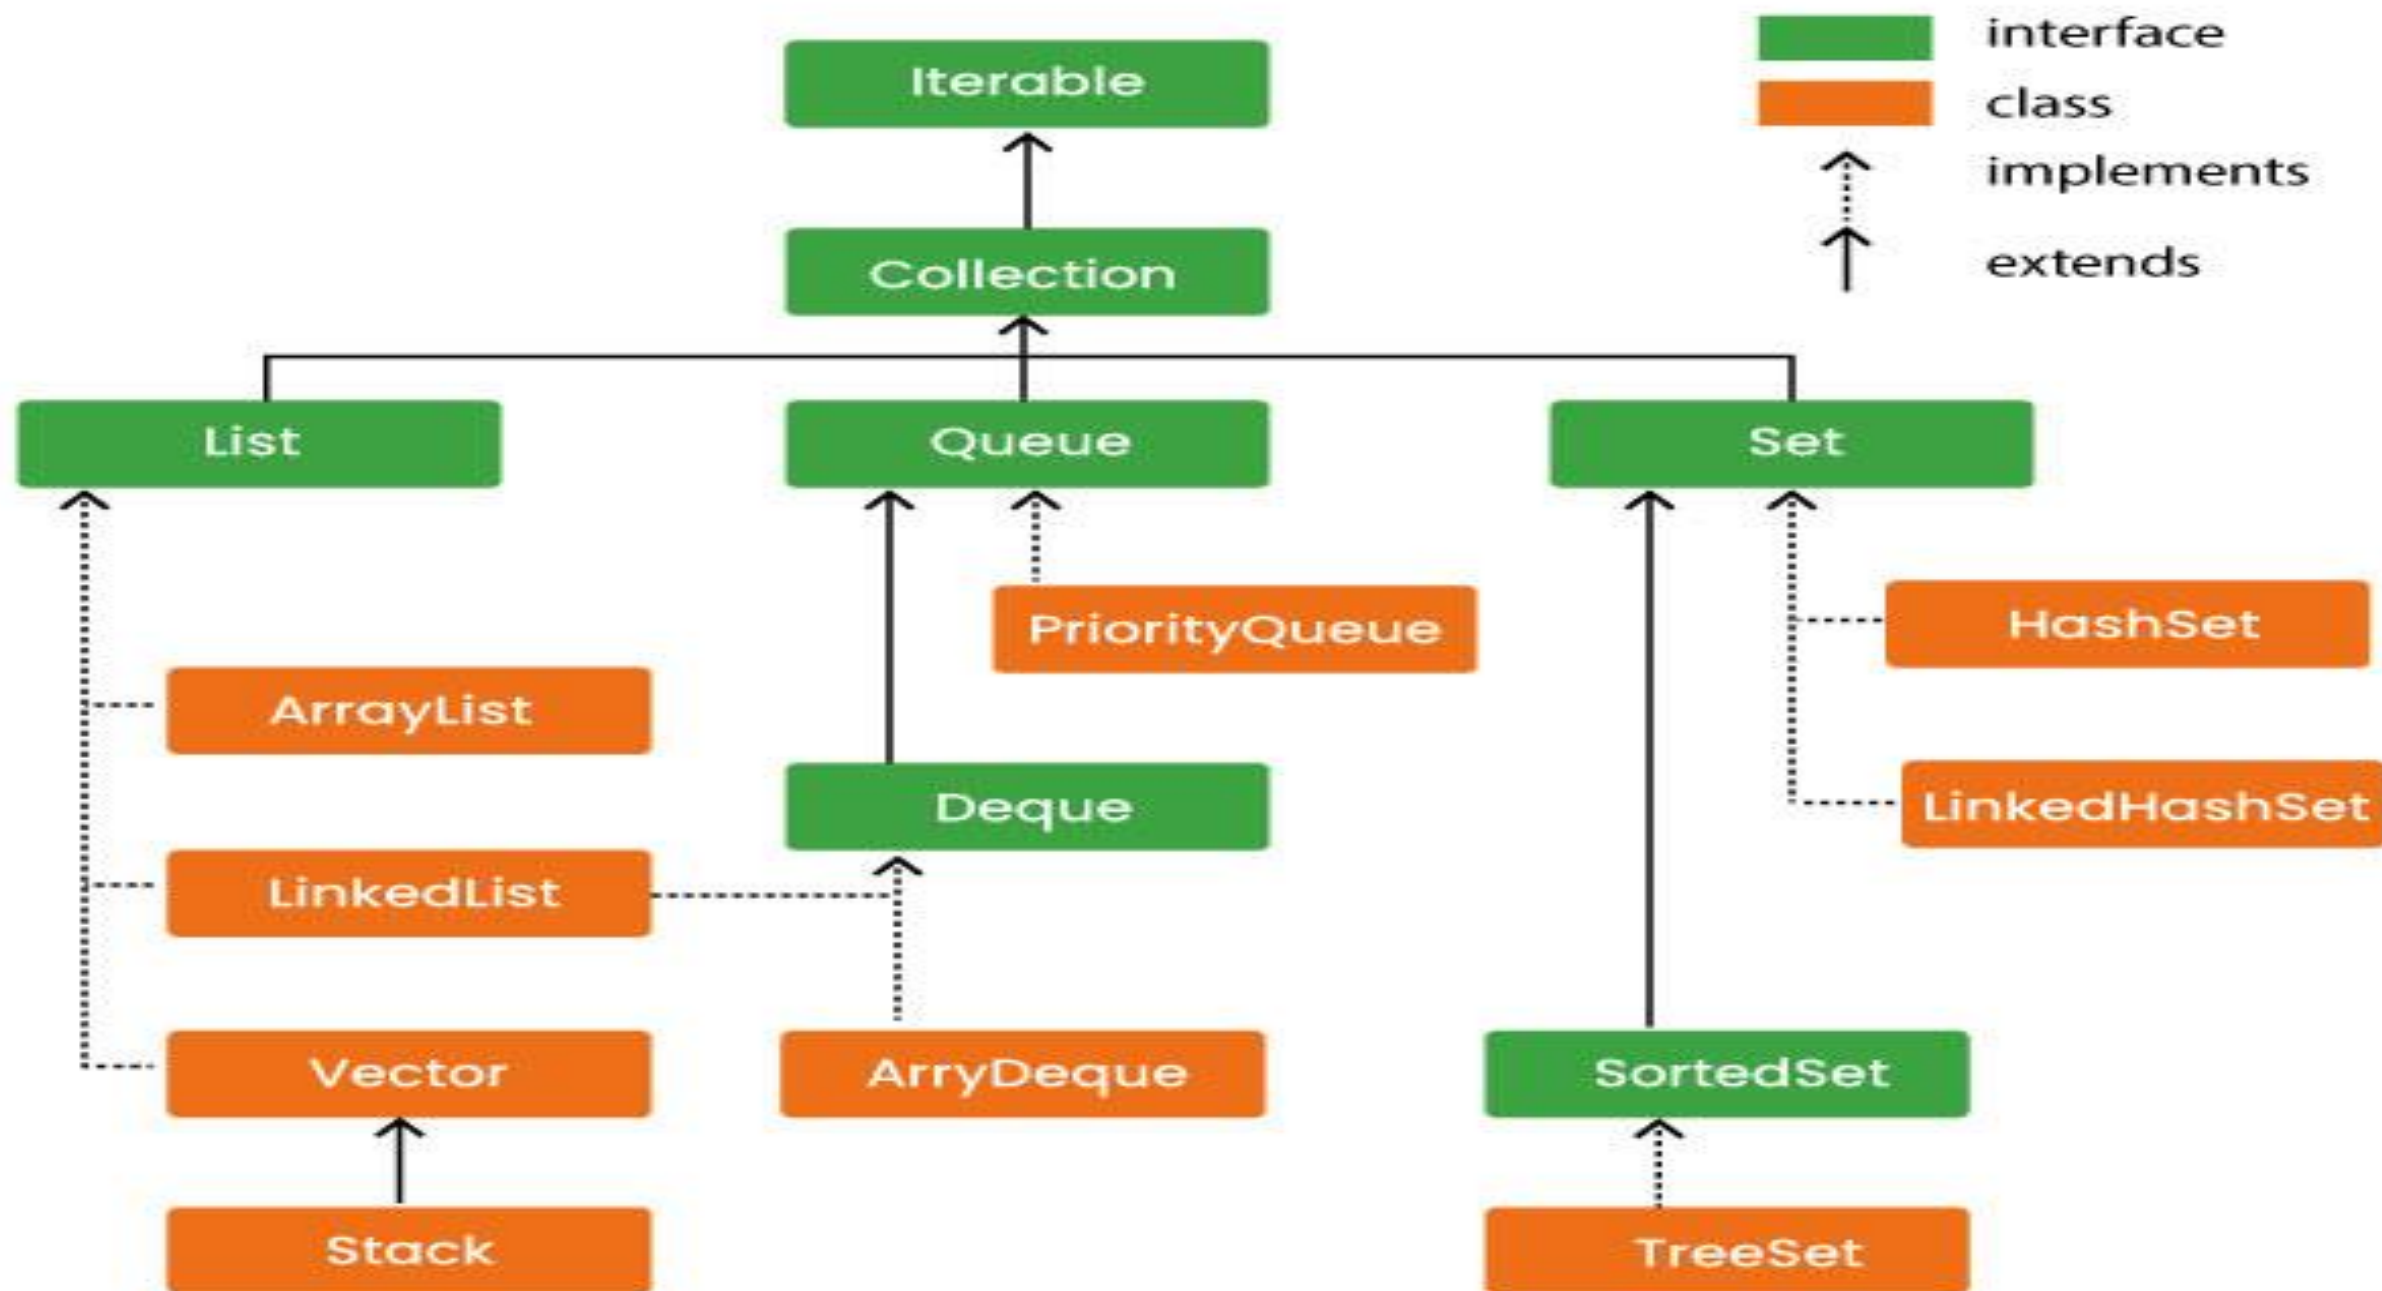 Iterable
interface
class
implements
extends
Collection
List
Queue
Set
PriorityQueue
HashSet
ArrayList
Deque
LinkedHashSet
LinkedList
Vector
ArryDeque
SortedSet
Stack
TreeSet